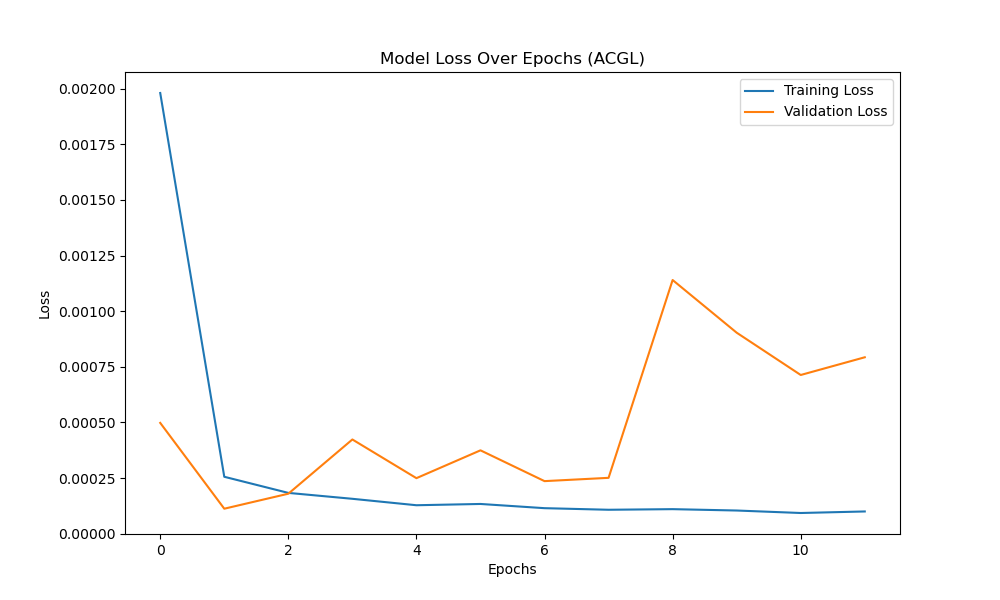 Model Loss Over Epochs (ACGL)
Training Loss
Validation Loss
0.00200
0.00175
0.00150
0.00125
0.00100
0.00075
0.00050
0.00025
0.00000
Loss
0 2 4 6 8 10
Epochs